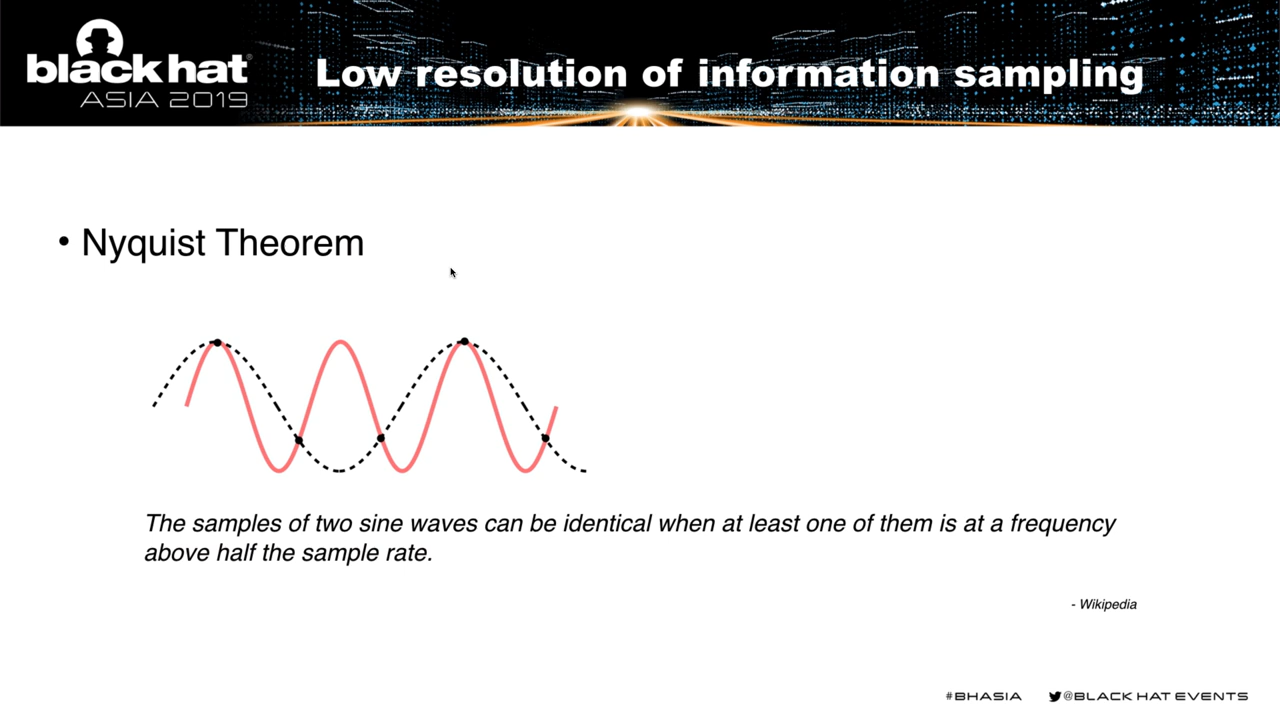 black hat
ASIA 2019
Low resolution of information sampling
• Nyquist Theorem
The samples of two sine waves can be identical when at least one of them is at a frequency
above half the sample rate.
- Wikipedia
#BHASIA @BLACK HAT EVENTS